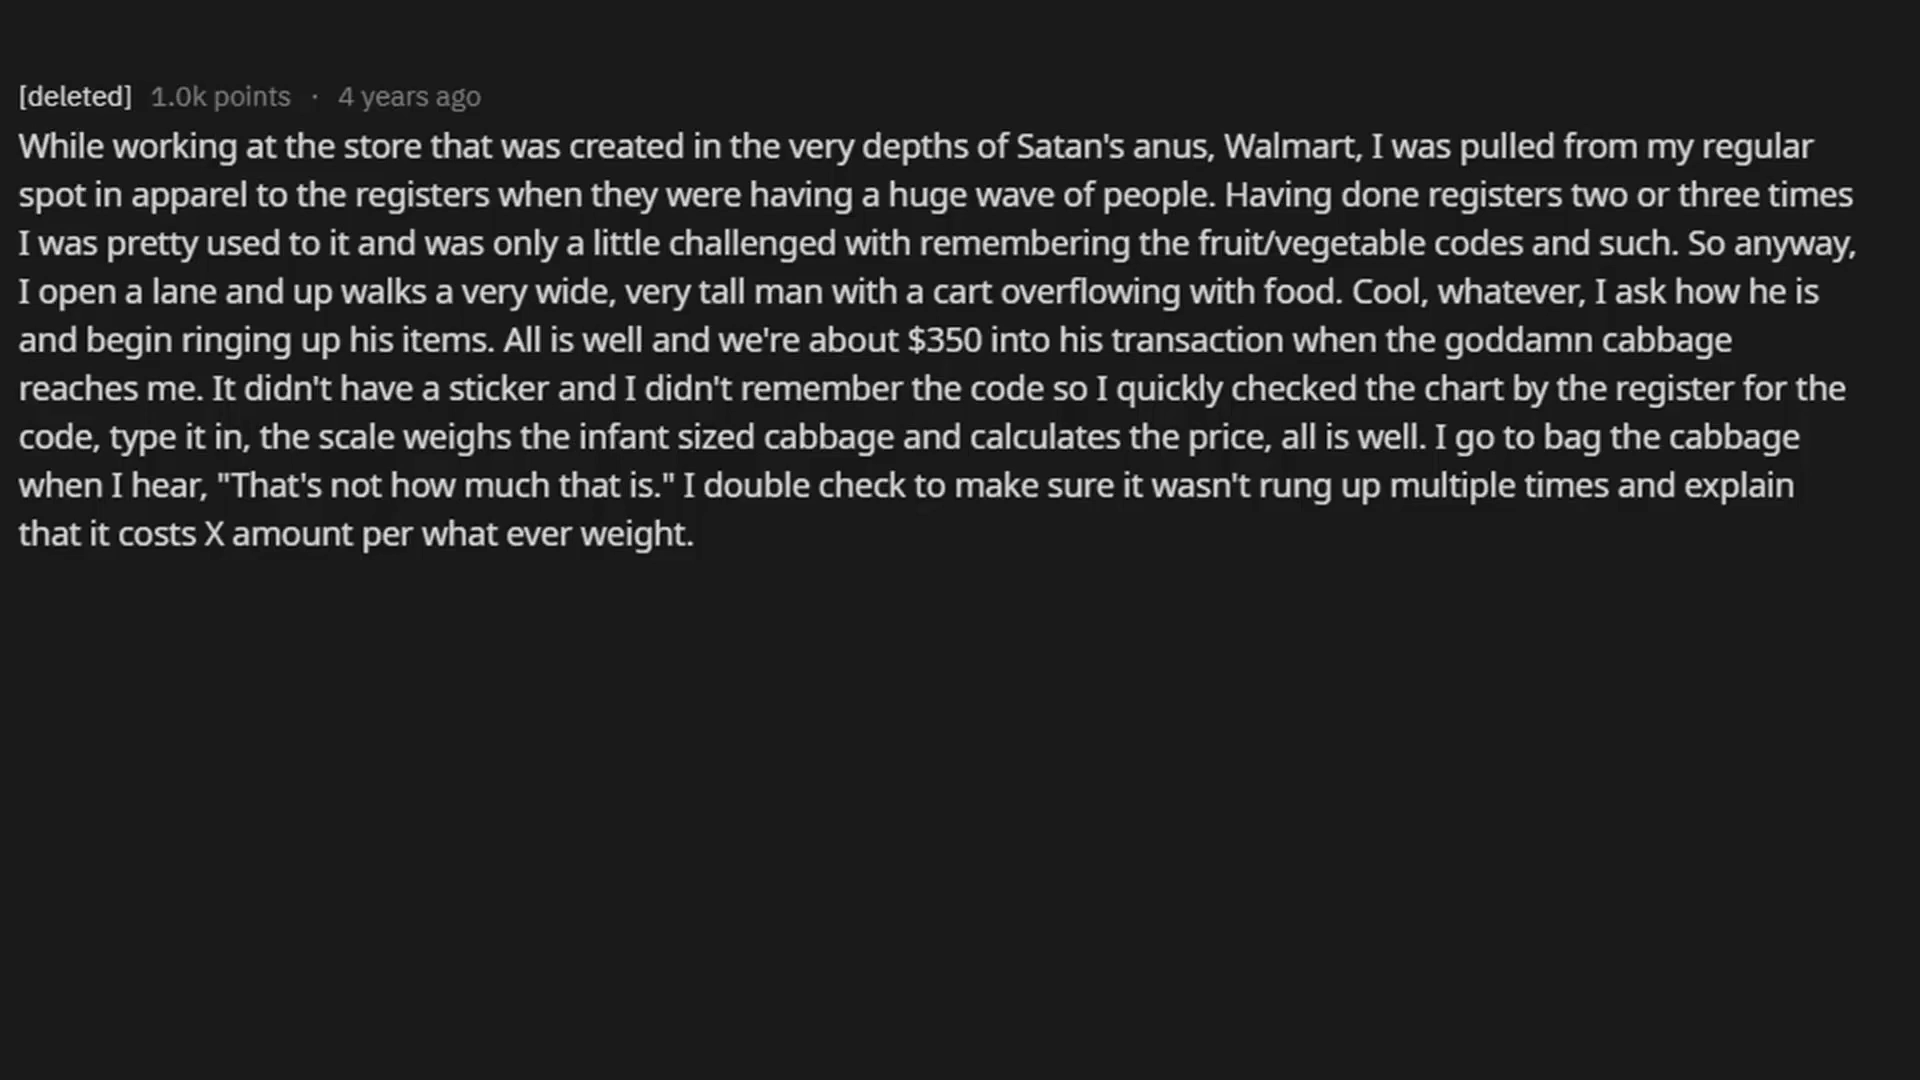 [deleted] 1.0k points · 4 years ago
While working at the store that was created in the very depths of Satan's anus, Walmart, I was pulled from my regular
spot in apparel to the registers when they were having a huge wave of people. Having done registers two or three times
I was pretty used to it and was only a little challenged with remembering the fruit/vegetable codes and such. So anyway,
I open a lane and up walks a very wide, very tall man with a cart overflowing with food. Cool, whatever, I ask how he is
and begin ringing up his items. All is well and we're about $350 into his transaction when the goddamn cabbage
reaches me. It didn't have a sticker and I didn't remember the code so I quickly checked the chart by the register for the
code, type it in, the scale weighs the infant sized cabbage and calculates the price, all is well. I go to bag the cabbage
when I hear, "That's not how much that is." I double check to make sure it wasn't rung up multiple times and explain
that it costs X amount per what ever weight.